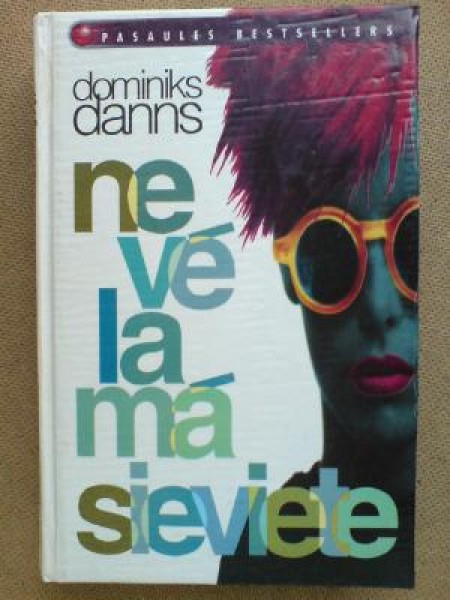 PASAULES BESTSELLERS
dominiks
danns
ne
vé
la
má
sieviete